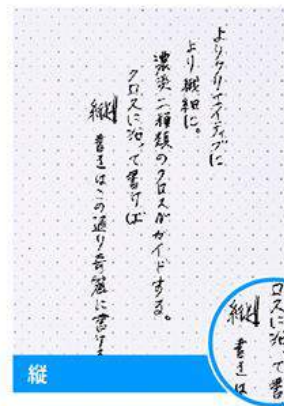 よりクリエイティブに
より繊細に。
濃淡二種類のクロスがガイドする。
クロスに沿って書けば
縦書きはこの通り奇麗に書ける
縦
ロスに沿って書
縦書きは